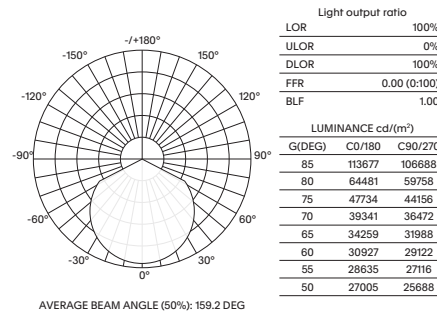 -/+180°
-150° 150°
-120° 120°
-90° 90°
-60° 60°
-30° 30°
0°
AVERAGE BEAM ANGLE (50%): 159.2 DEG
Light output ratio
LOR 100%
ULOR 0%
DLOR 100%
FFR 0.00 (0:100)
BLF 1.00
LUMINANCE cd/(m²)
G(DEG) C0/180 C90/270
85 113677 106688
80 64481 59758
75 47734 44156
70 39341 36472
65 34259 31988
60 30927 29122
55 28635 27116
50 27005 25688